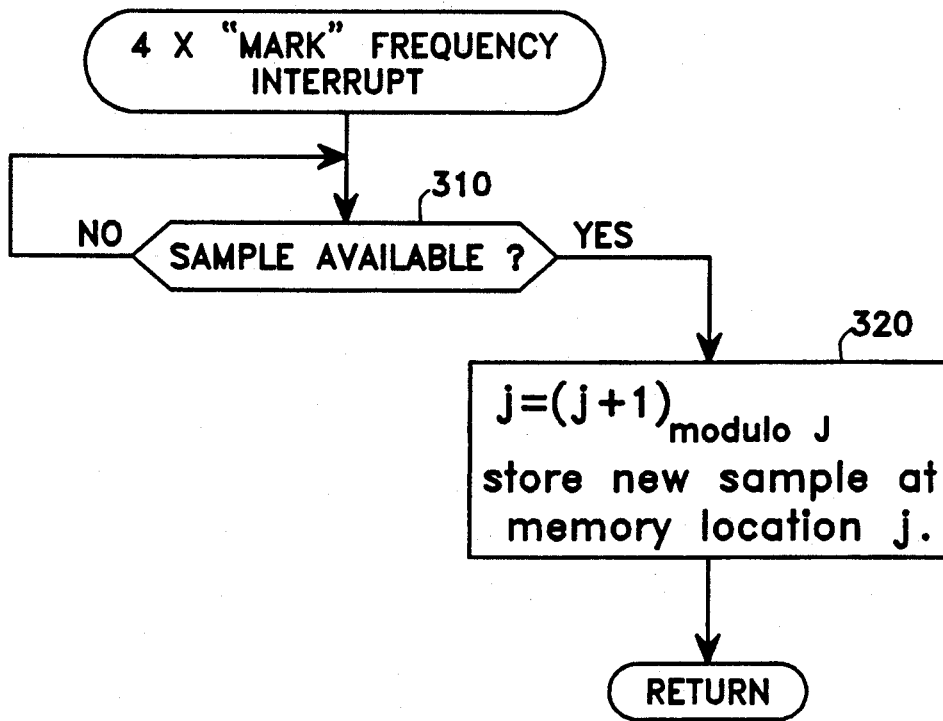 4 X “MARK” FREQUENCY
INTERRUPT
310
NO
SAMPLE AVAILABLE ?
YES
320
j=(j+1) modulo J
store new sample at
memory location j.
RETURN